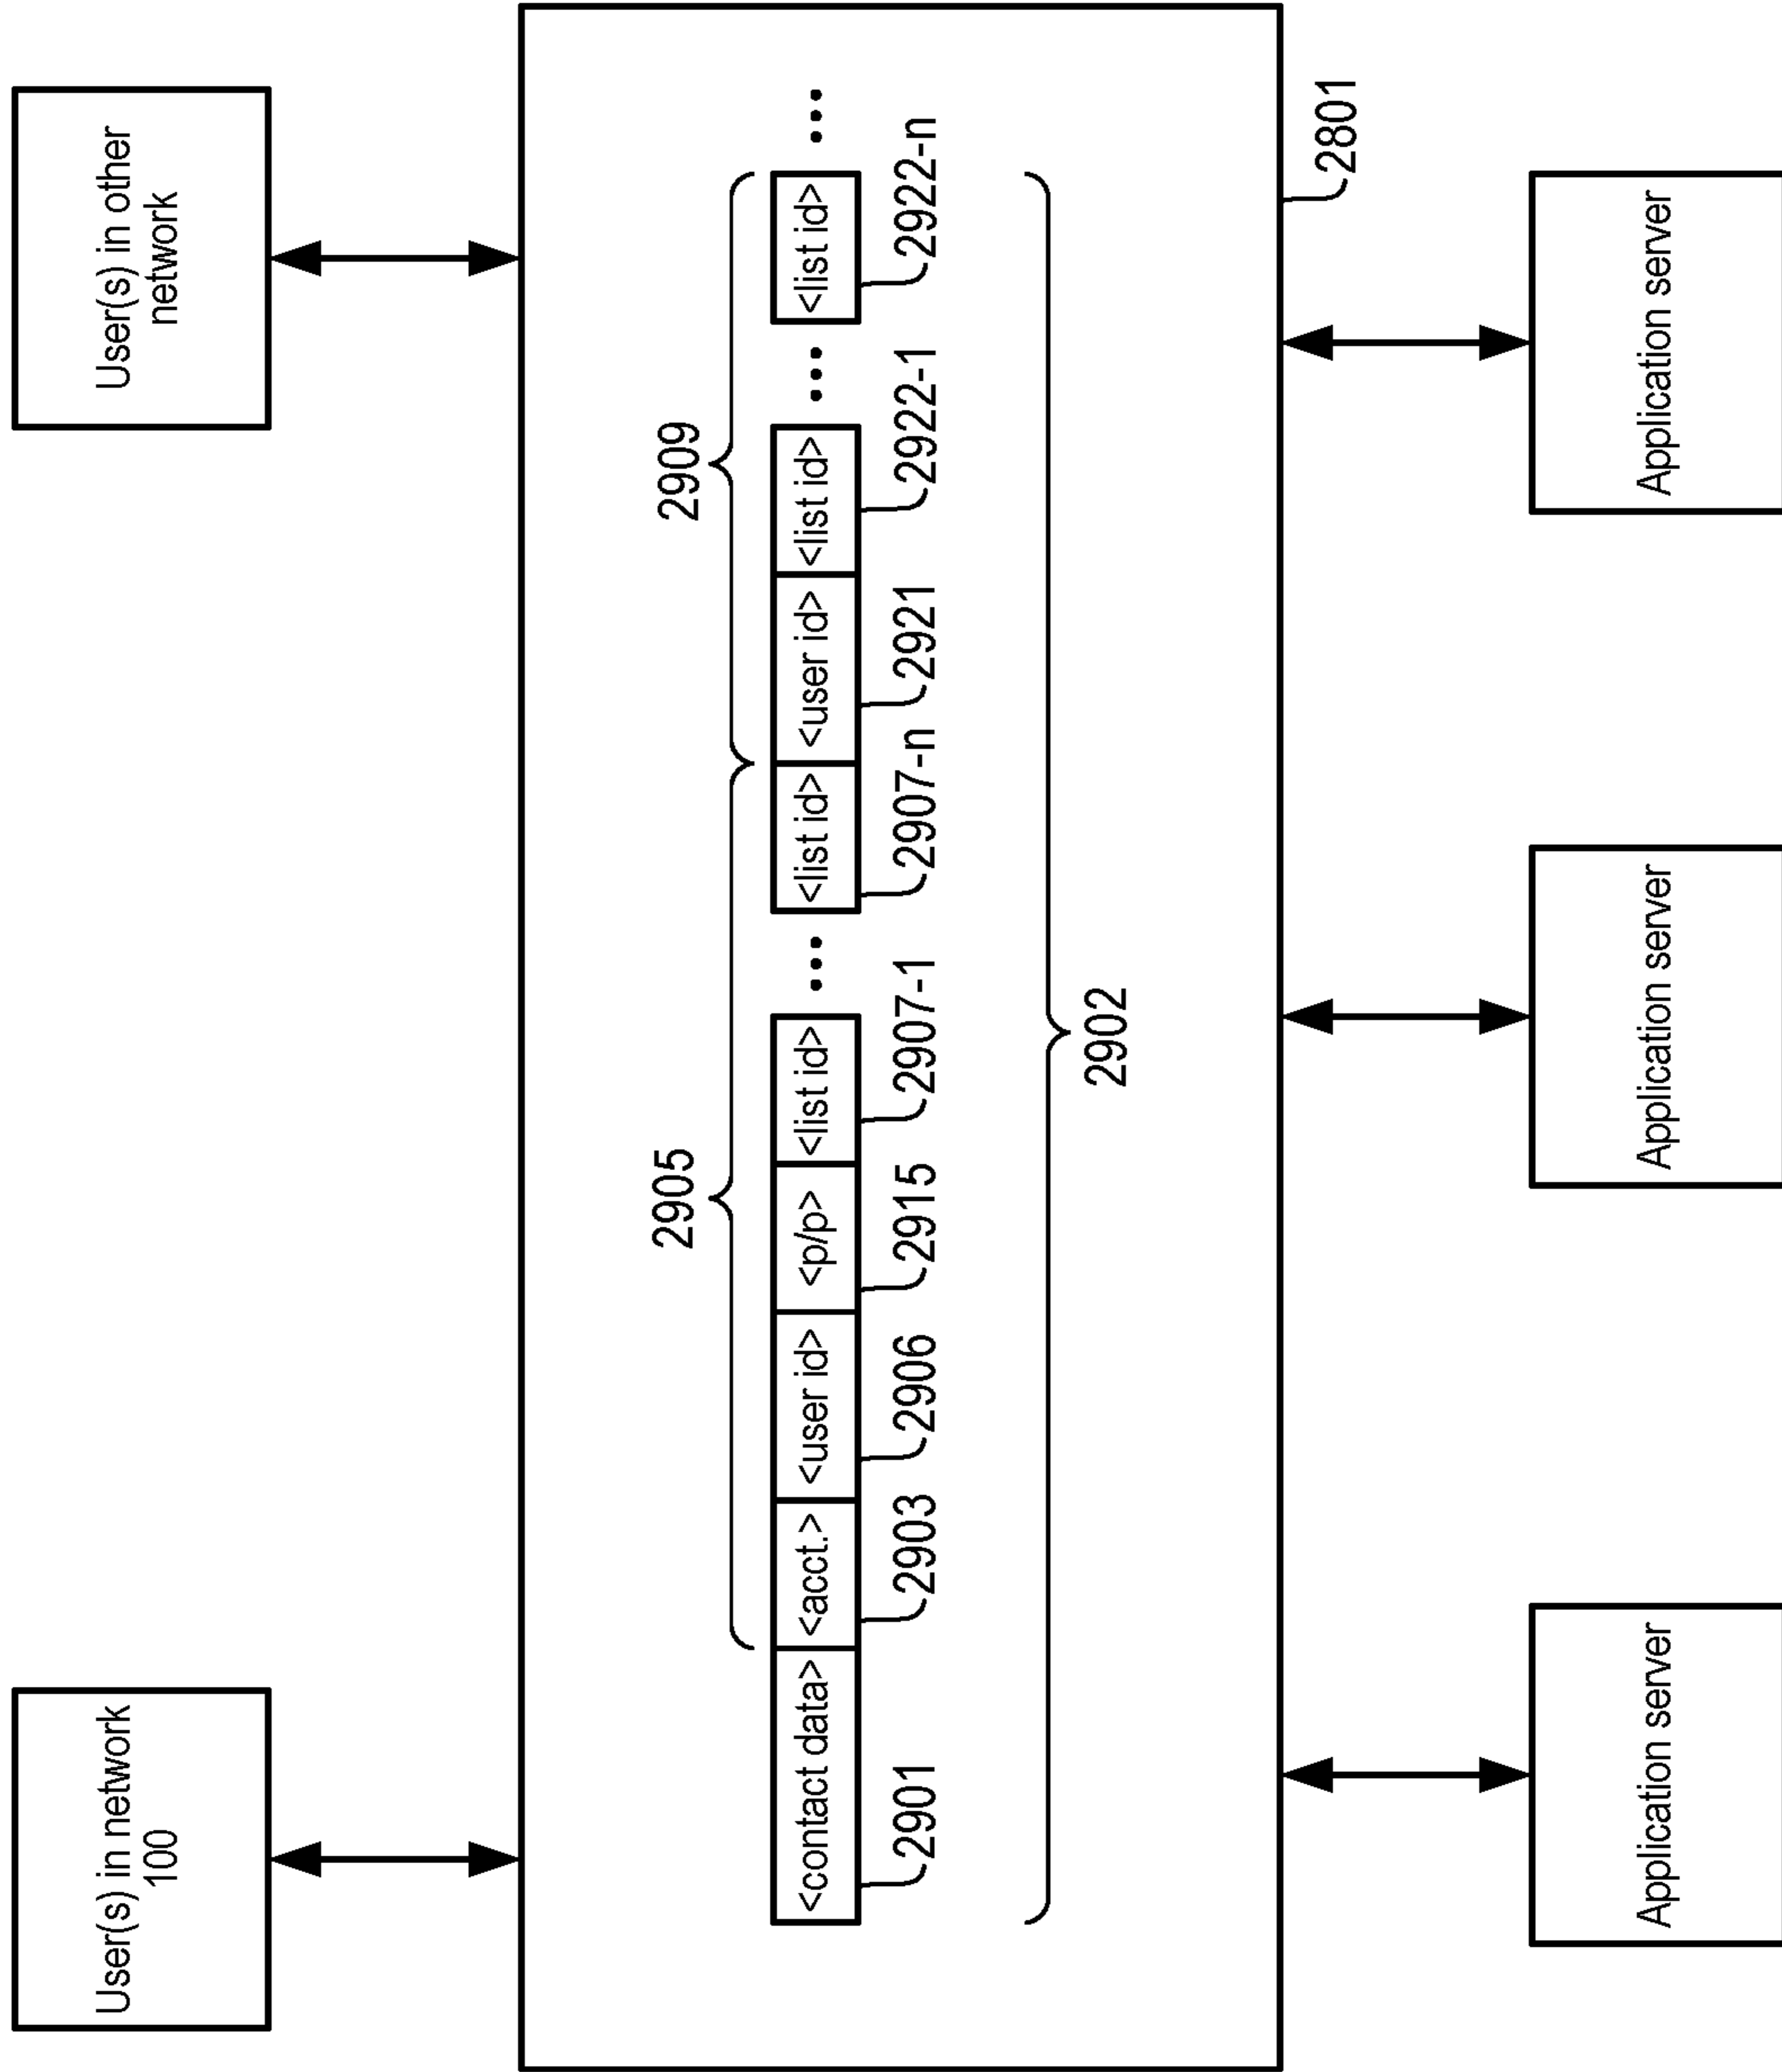 User(s) in network
100
User(s) in other
network
2905
2909
<contact data> <acct.> <user id> <p/p> <list id> ... <list id> <user id> <list id> ... <list id> ...
2901 2903 2906 2915 2907-1 2907-n 2921 2922-1 2922-n
2902
2801
Application server
Application server
Application server